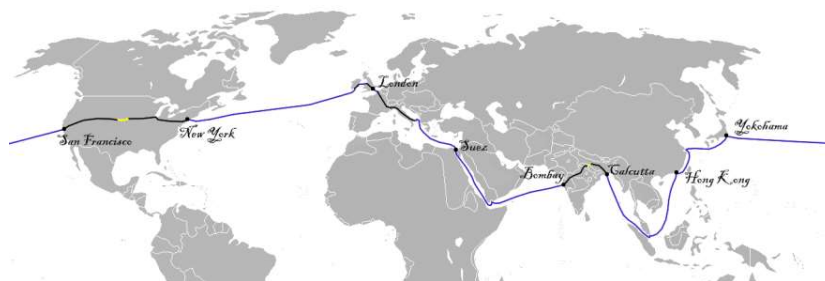 London
San Francisco
New York
Suez
Yokohama
Bombay
Calcutta
Hong Kong